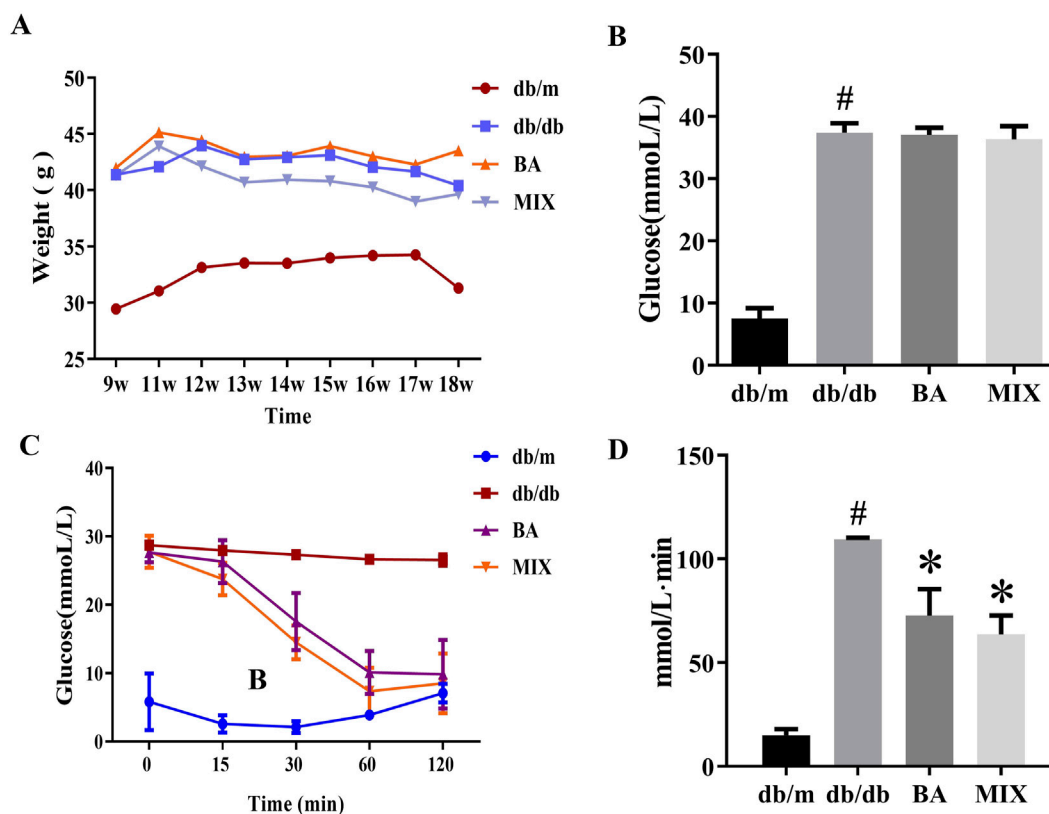 A
50
45
40
35
30
25
Weight ( g )
9w 11w 12w 13w 14w 15w 16w 17w 18w
Time
db/m
db/db
BA
MIX
B
50
40
30
20
10
0
Glucose(mmoL/L)
#
db/m db/db BA MIX
C
40
30
20
10
0
Glucose(mmoL/L)
B
0 15 30 60 120
Time (min)
db/m
db/db
BA
MIX
D
150
100
50
0
mmol/L·min
#
*
*
db/m db/db BA MIX